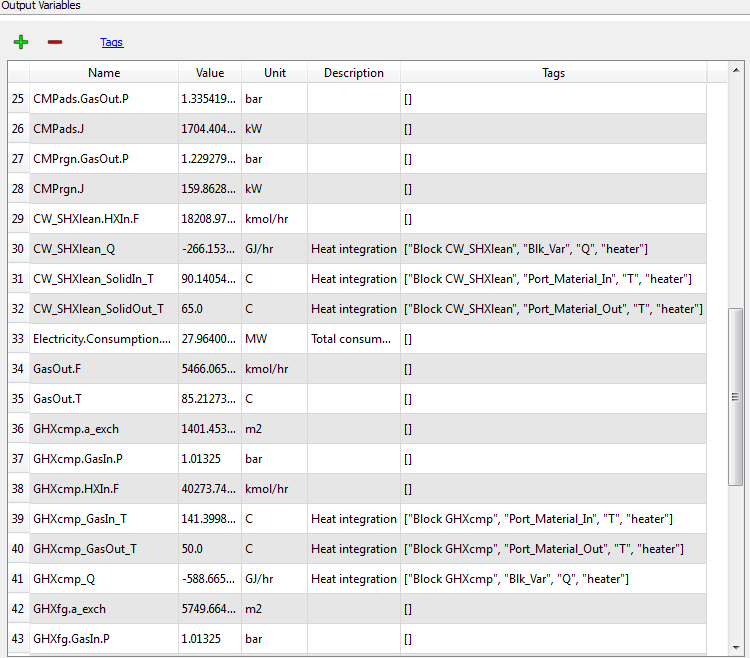 Output Variables
Tags
Name Value Unit Description Tags
25 CMPads.GasOut.P 1.335419... bar []
26 CMPads.J 1704.404... kW []
27 CMPrgn.GasOut.P 1.229279... bar []
28 CMPrgn.J 159.8628... kW []
29 CW_SHXlean.HXIn.F 18208.97... kmol/hr []
30 CW_SHXlean_Q -266.153... GJ/hr Heat integration ["Block CW_SHXlean", "Blk_Var", "Q", "heater"]
31 CW_SHXlean_SolidIn_T 90.14054... C Heat integration ["Block CW_SHXlean", "Port_Material_In", "T", "heater"]
32 CW_SHXlean_SolidOut_T 65.0 C Heat integration ["Block CW_SHXlean", "Port_Material_Out", "T", "heater"]
33 Electricity.Consumption.... 27.96400... MW Total consum... []
34 GasOut.F 5466.065... kmol/hr []
35 GasOut.T 85.21273... C []
36 GHXcmp.a_exch 1401.453... m2 []
37 GHXcmp.GasIn.P 1.01325 bar []
38 GHXcmp.HXIn.F 40273.74... kmol/hr []
39 GHXcmp_GasIn_T 141.3998... C Heat integration ["Block GHXcmp", "Port_Material_In", "T", "heater"]
40 GHXcmp_GasOut_T 50.0 C Heat integration ["Block GHXcmp", "Port_Material_Out", "T", "heater"]
41 GHXcmp_Q -588.665... GJ/hr Heat integration ["Block GHXcmp", "Blk_Var", "Q", "heater"]
42 GHXfg.a_exch 5749.664... m2 []
43 GHXfg.GasIn.P 1.01325 bar []